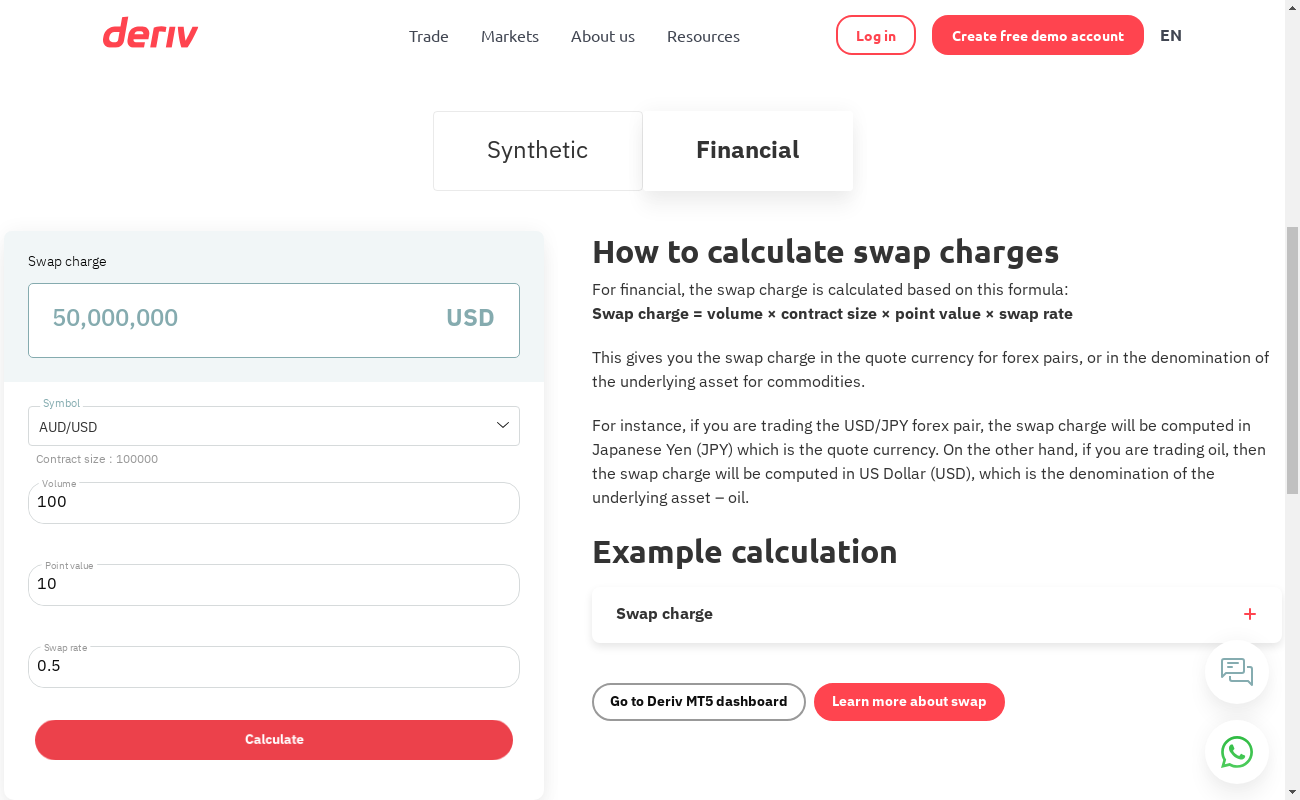 deriv
Trade
Markets
About us
Resources
Log in
Create free demo account
EN
Synthetic
Financial
Swap charge
50,000,000 USD
Symbol
AUD/USD
Contract size : 100000
Volume
100
Point value
10
Swap rate
0.5
Calculate
How to calculate swap charges
For financial, the swap charge is calculated based on this formula:
Swap charge = volume × contract size × point value × swap rate
This gives you the swap charge in the quote currency for forex pairs, or in the denomination of
the underlying asset for commodities.
For instance, if you are trading the USD/JPY forex pair, the swap charge will be computed in
Japanese Yen (JPY) which is the quote currency. On the other hand, if you are trading oil, then
the swap charge will be computed in US Dollar (USD), which is the denomination of the
underlying asset – oil.
Example calculation
Swap charge
Go to Deriv MT5 dashboard
Learn more about swap